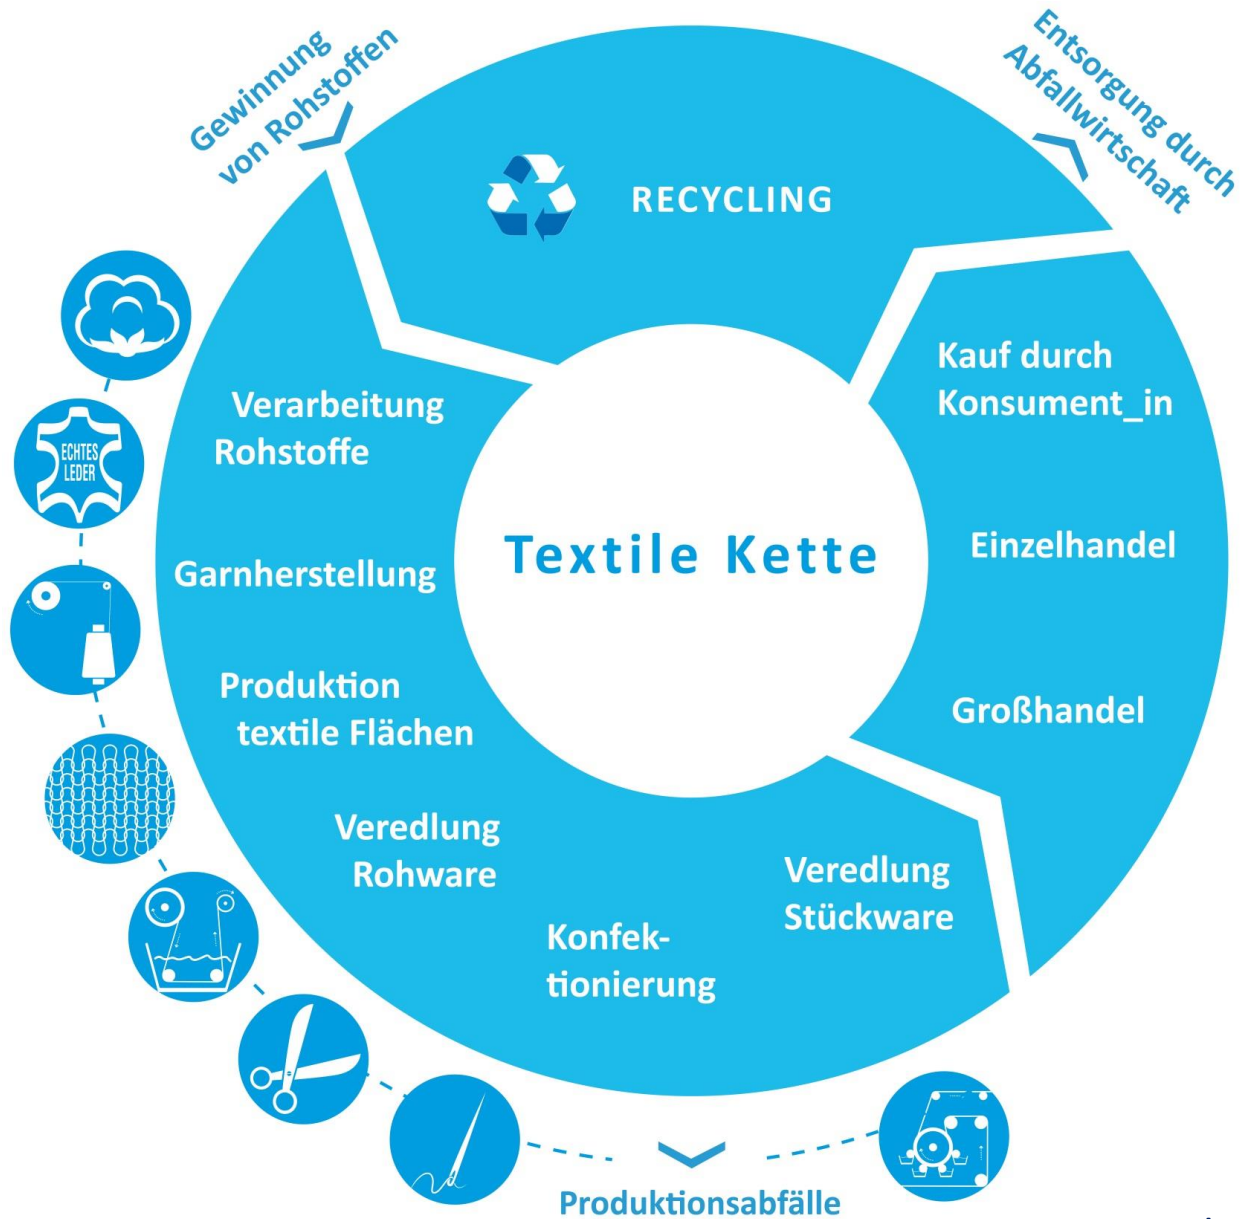 Gewinnung
von Rohstoffen
Entsorgung durch
Abfallwirtschaft
RECYCLING
Kauf durch
Konsument_in
Verarbeitung
Rohstoffe
ECHTES
LEDER
Textile Kette
Einzelhandel
Garnherstellung
Produktion
textile Flächen
Großhandel
Veredlung
Rohware
Veredlung
Stückware
Konfek-
tionierung
Produktionsabfälle